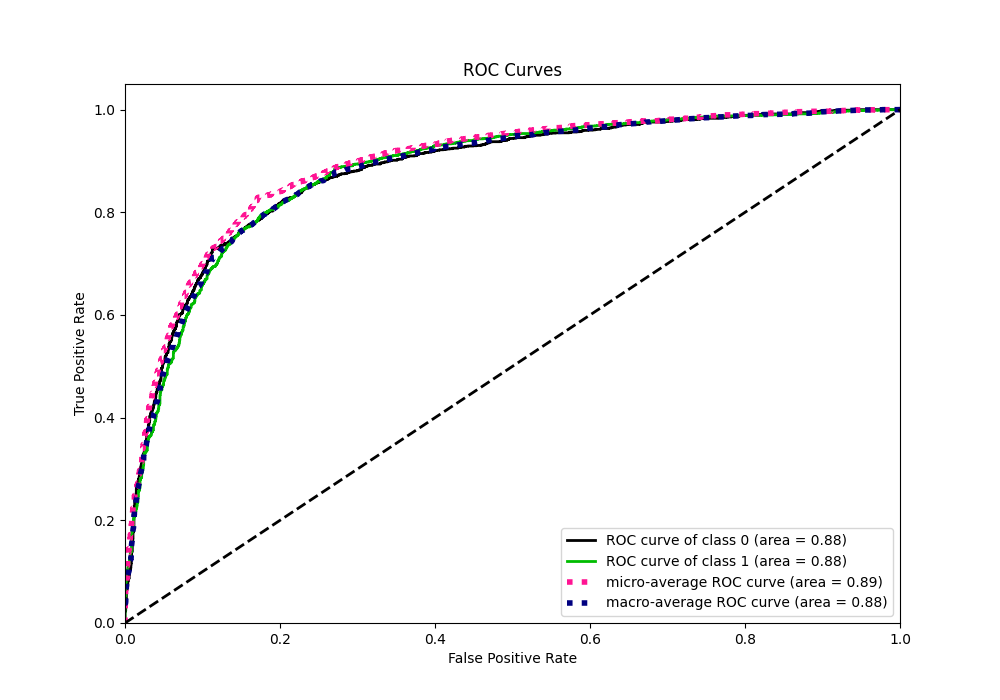 ROC Curves
True Positive Rate
1.0
0.8
0.6
0.4
0.2
0.0
ROC curve of class 0 (area = 0.88)
ROC curve of class 1 (area = 0.88)
micro-average ROC curve (area = 0.89)
macro-average ROC curve (area = 0.88)
0.0 0.2 0.4 0.6 0.8 1.0
False Positive Rate